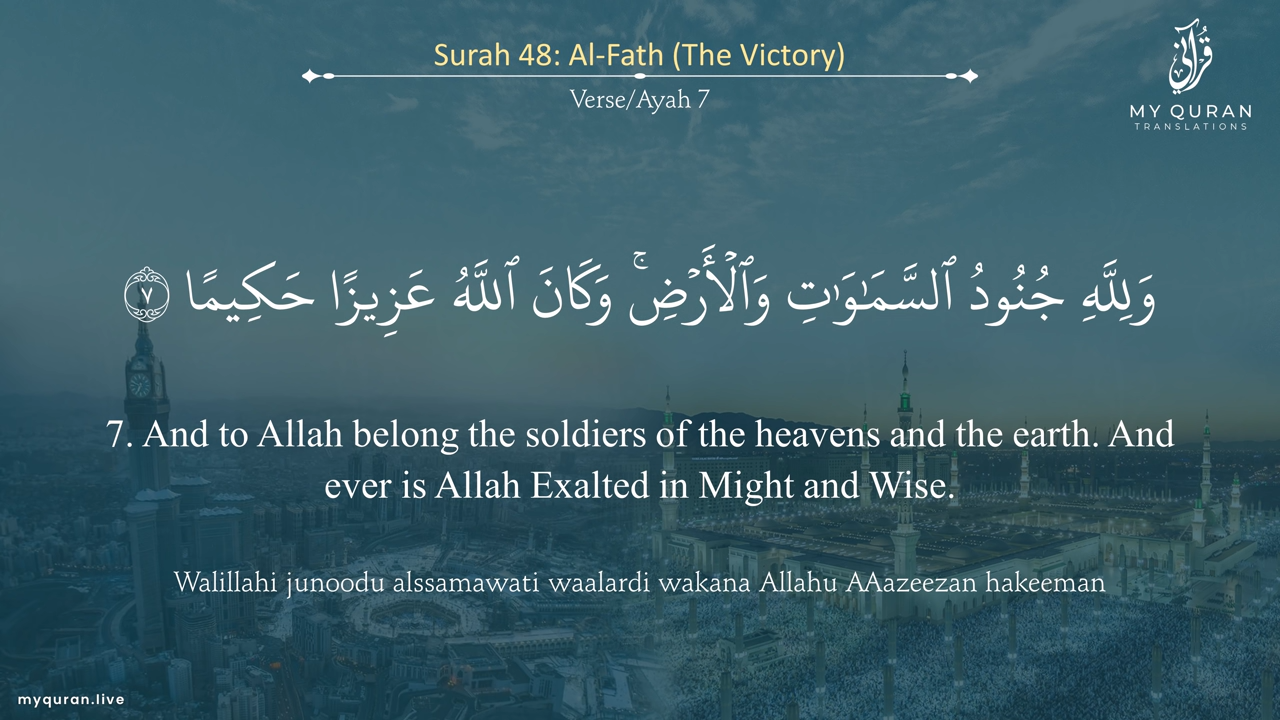 Surah 48: Al-Fath (The Victory)
Verse/Ayah 7
قرآني
MY QURAN
TRANSLATIONS
وَلِلَّهِ جُنُودُ ٱلسَّمَـٰوَٰتِ وَٱلْأَرْضِ ۚ وَكَانَ ٱللَّهُ عَزِيزًا حَكِيمًا ٧
7. And to Allah belong the soldiers of the heavens and the earth. And
ever is Allah Exalted in Might and Wise.
Walillahi junoodu alssamawati waalardi wakana Allahu AAazeezan hakeeman
myquran.live